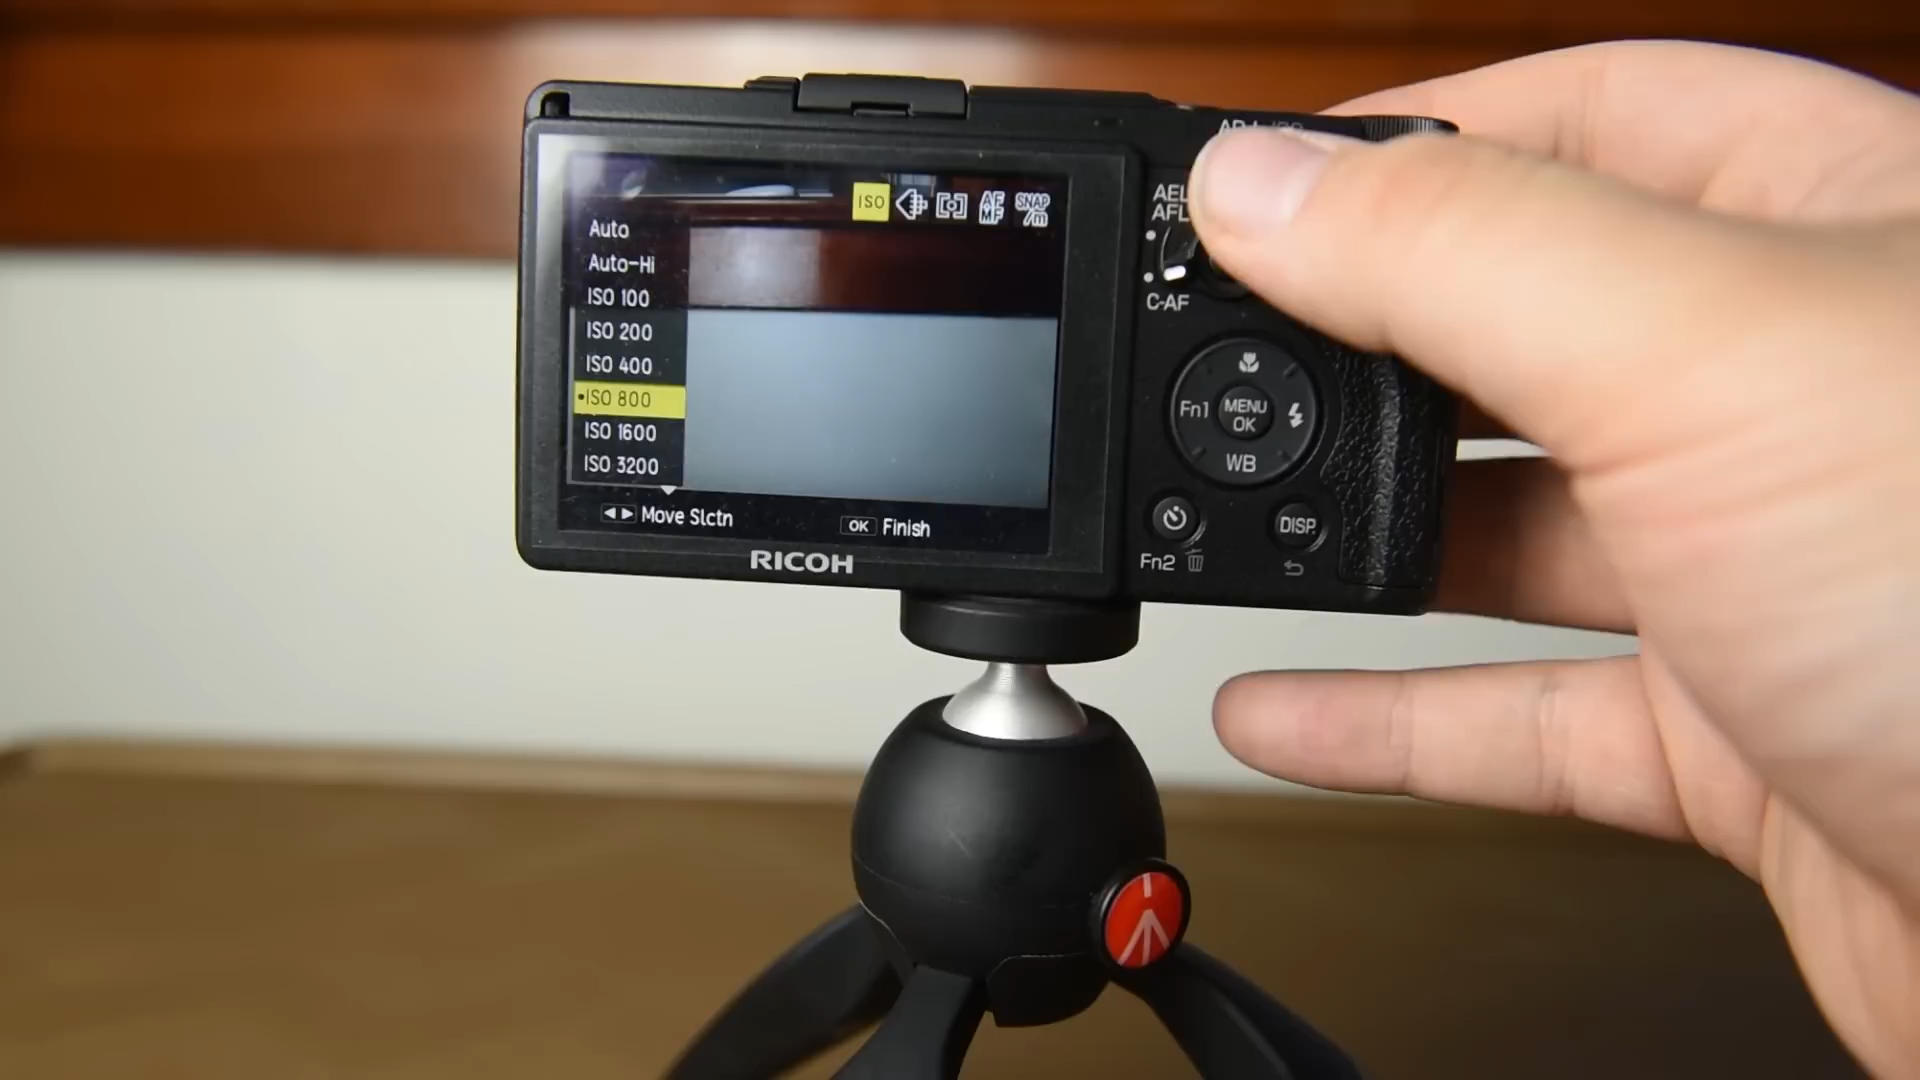 ISO AF MF SNAP /m
Auto
Auto-Hi
ISO 100
ISO 200
ISO 400
•ISO 800
ISO 1600
ISO 3200
Move Slctn
OK Finish
RICOH
AFL
C-AF
Fn1
MENU
OK
WB
DISP.
Fn2